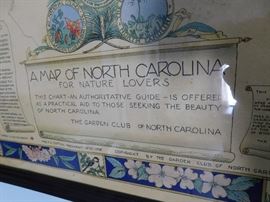 A MAP OF NORTH CAROLINA
FOR NATURE LOVERS
THIS CHART-AN AUTHORITATIVE GUIDE-IS OFFERED
AS A PRACTICAL AID TO THOSE SEEKING THE BEAUTY
OF NORTH CAROLINA.
THE GARDEN CLUB OF NORTH CAROLINA
COPYRIGHT BY THE GARDEN CLUB OF NORTH CAR